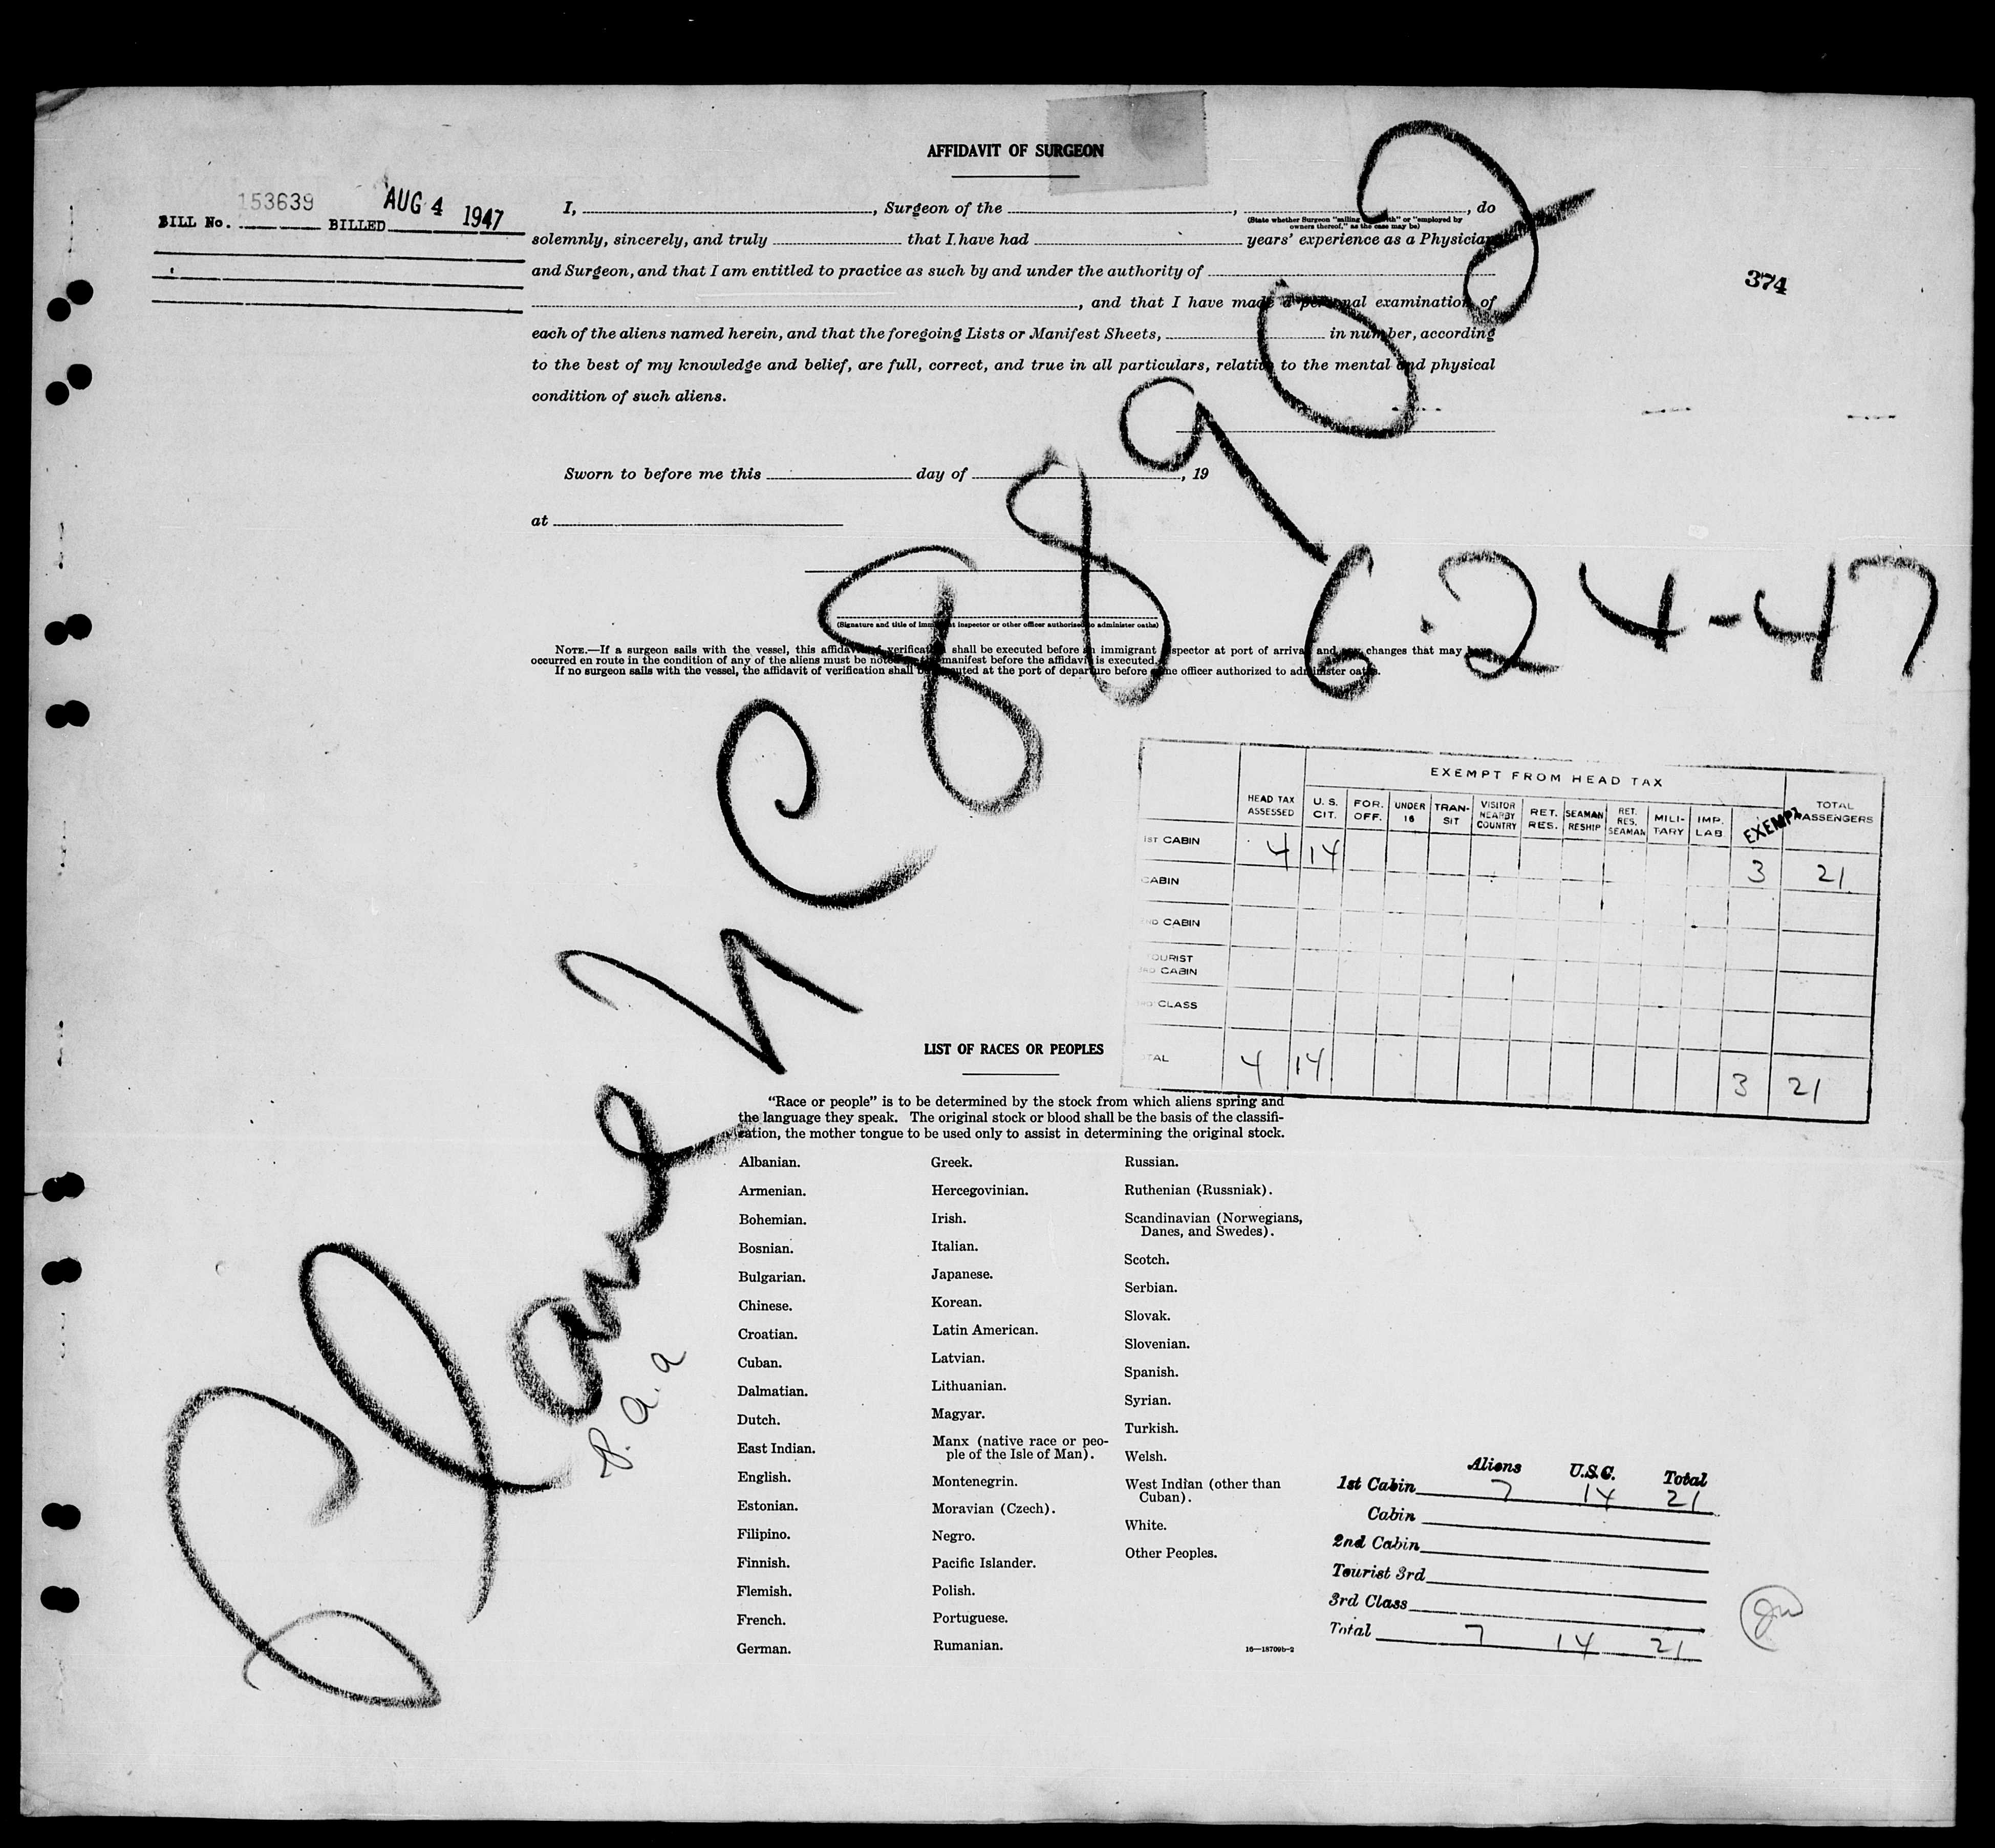 AFFIDAVIT OF SURGEON
BILL No. 153639 BILLED AUG 4 1947
374
I, , Surgeon of the , , do
(State whether Surgeon "sailing with" or "employed by
owners thereof," as the case may be)
solemnly, sincerely, and truly that I have had years' experience as a Physician
and Surgeon, and that I am entitled to practice as such by and under the authority of
, and that I have made a personal examination of
each of the aliens named herein, and that the foregoing Lists or Manifest Sheets, in number, according
to the best of my knowledge and belief, are full, correct, and true in all particulars, relative to the mental and physical
condition of such aliens.
Sworn to before me this day of , 19
at
(Signature and title of immigrant inspector or other officer authorized to administer oaths)
NOTE.—If a surgeon sails with the vessel, this affidavit of verification shall be executed before an immigrant inspector at port of arrival and any changes that may have
occurred en route in the condition of any of the aliens must be noted on the manifest before the affidavit is executed.
If no surgeon sails with the vessel, the affidavit of verification shall be executed at the port of departure before some officer authorized to administer oaths.
Plane NC 88902
6-24-47
P.a.a
EXEMPT FROM HEAD TAX
HEAD TAX ASSESSED U. S. CIT. FOR. OFF. UNDER 16 TRAN- SIT VISITOR NEARBY COUNTRY RET. RES. SEAMAN RESHIP RET. RES. SEAMAN MILI- TARY IMP. LAB EXEMPT TOTAL PASSENGERS
1ST CABIN 4 14 3 21
CABIN
2ND CABIN
TOURIST
3RD CABIN
3RD CLASS
TOTAL 4 14 3 21
LIST OF RACES OR PEOPLES
"Race or people" is to be determined by the stock from which aliens spring and
the language they speak. The original stock or blood shall be the basis of the classifi-
cation, the mother tongue to be used only to assist in determining the original stock.
Albanian.
Armenian.
Bohemian.
Bosnian.
Bulgarian.
Chinese.
Croatian.
Cuban.
Dalmatian.
Dutch.
East Indian.
English.
Estonian.
Filipino.
Finnish.
Flemish.
French.
German.
Greek.
Hercegovinian.
Irish.
Italian.
Japanese.
Korean.
Latin American.
Latvian.
Lithuanian.
Magyar.
Manx (native race or peo-
ple of the Isle of Man).
Montenegrin.
Moravian (Czech).
Negro.
Pacific Islander.
Polish.
Portuguese.
Rumanian.
Russian.
Ruthenian (Russniak).
Scandinavian (Norwegians,
Danes, and Swedes).
Scotch.
Serbian.
Slovak.
Slovenian.
Spanish.
Syrian.
Turkish.
Welsh.
West Indian (other than
Cuban).
White.
Other Peoples.
16—18709b-2
Aliens U.S.C. Total
1st Cabin 7 14 21
Cabin
2nd Cabin
Tourist 3rd
3rd Class
Total 7 14 21